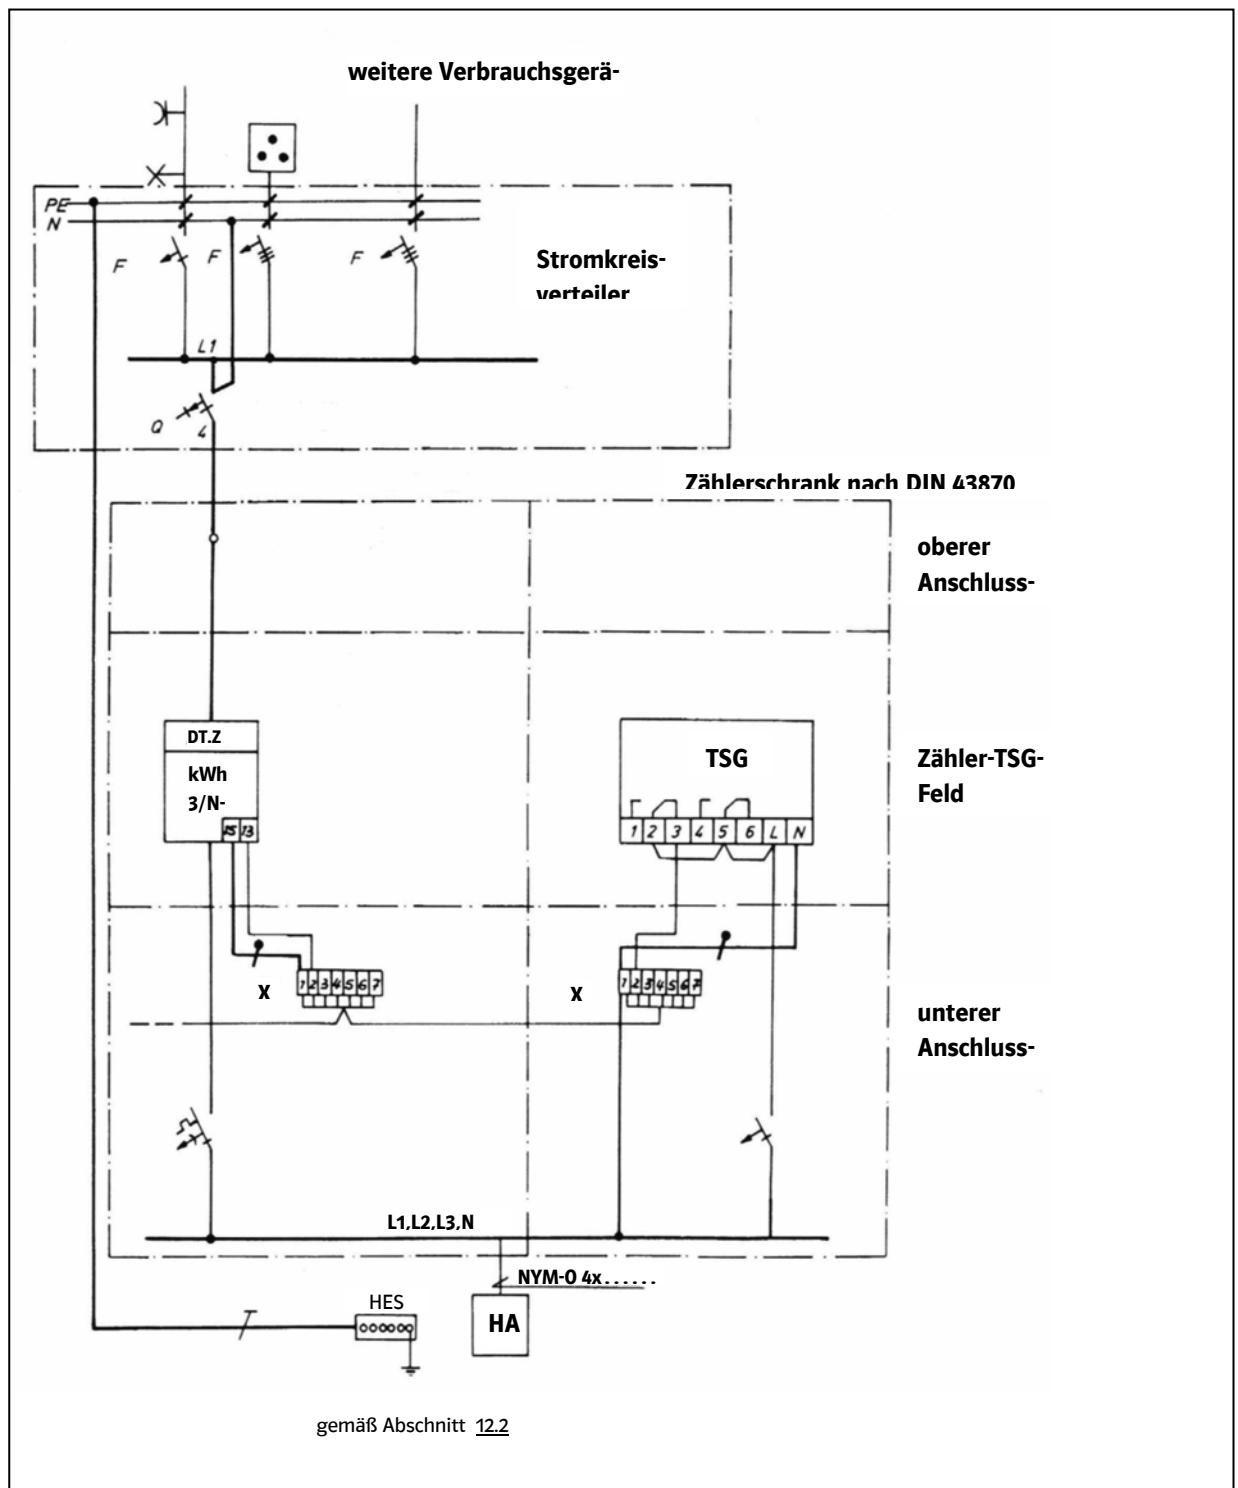 weitere Verbrauchsgerä-
PE
N
F
F
F
Stromkreis-
verteiler
L1
Q
4
Zählerschrank nach DIN 43870
oberer
Anschluss-
DT.Z
kWh
3/N-
15 13
TSG
1 2 3 4 5 6 L N
Zähler-TSG-
Feld
X
1 2 3 4 5 6 7
X
1 2 3 4 5 6 7
unterer
Anschluss-
L1,L2,L3,N
NYM-O 4x......
HES
HA
gemäß Abschnitt 12.2